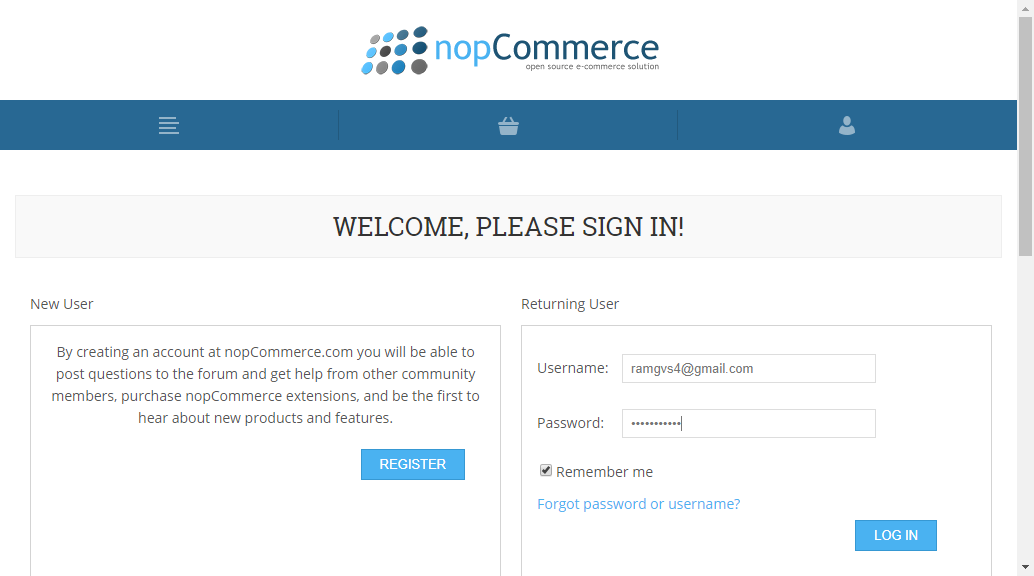 nopCommerce
open source e-commerce solution
WELCOME, PLEASE SIGN IN!
New User
By creating an account at nopCommerce.com you will be able to
post questions to the forum and get help from other community
members, purchase nopCommerce extensions, and be the first to
hear about new products and features.
REGISTER
Returning User
Username: ramgvs4@gmail.com
Password: •••••••••••
Remember me
Forgot password or username?
LOG IN